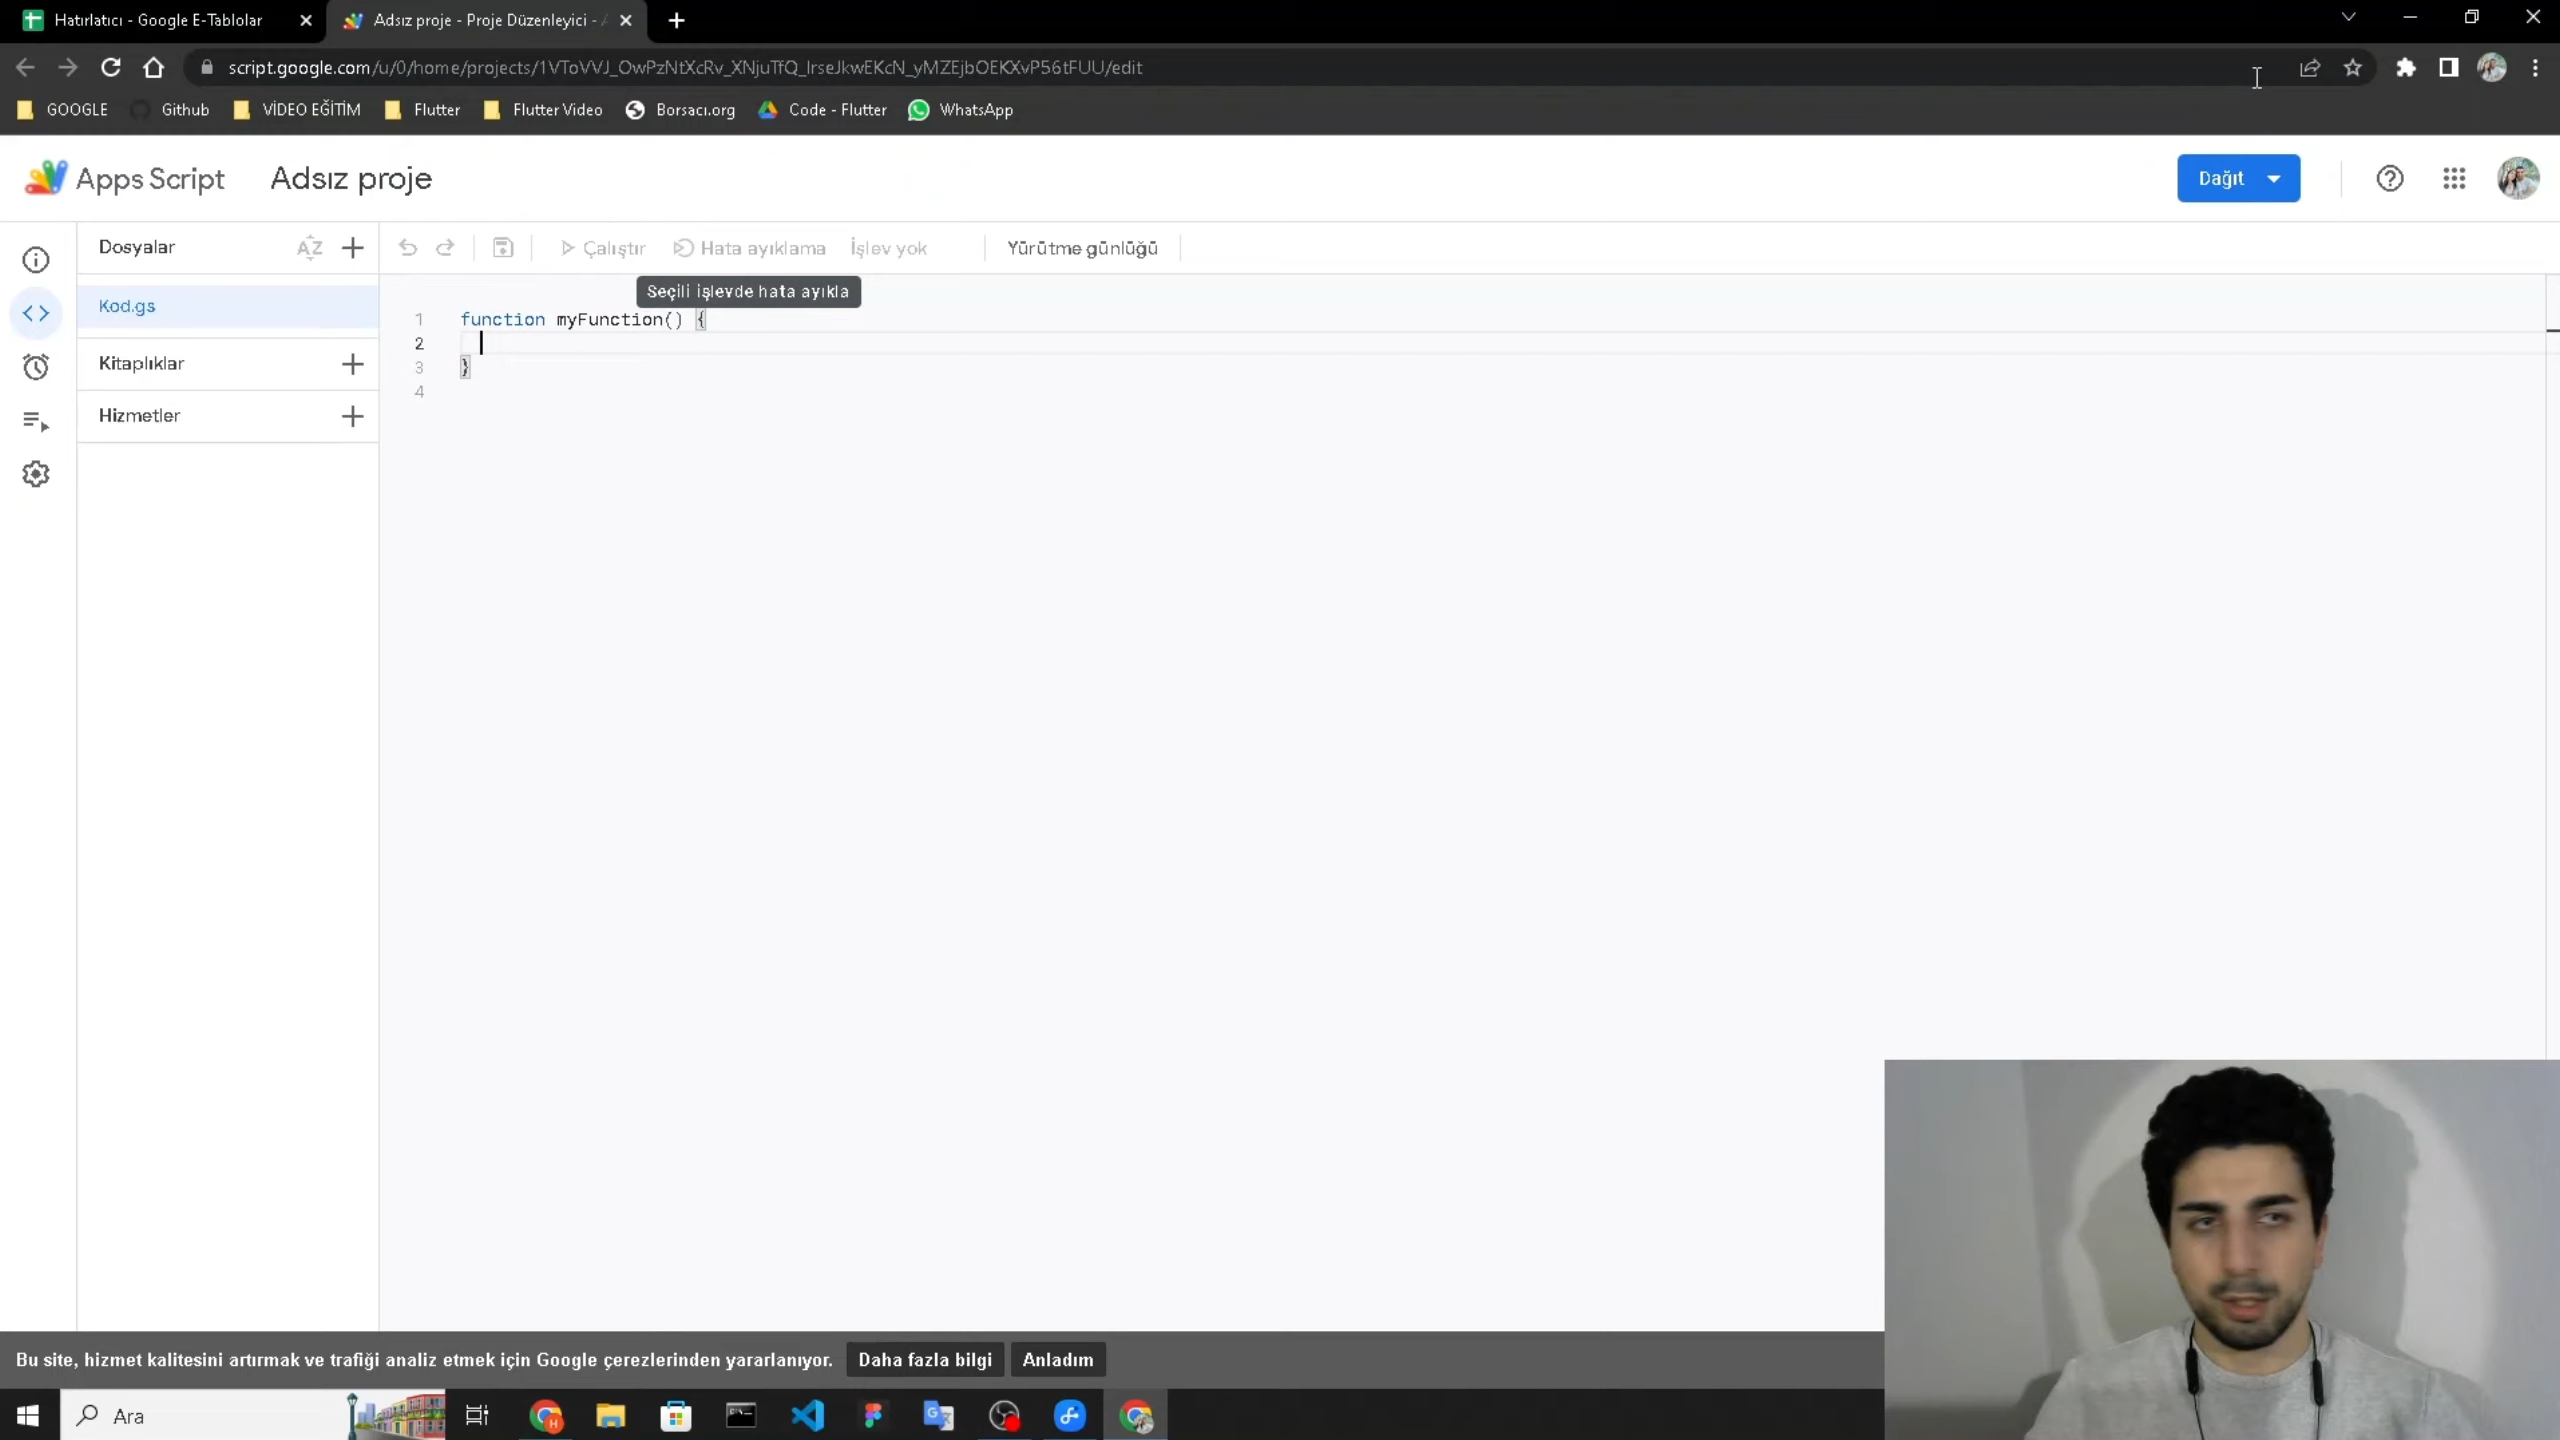 Hatırlatıcı - Google E-Tablolar
Adsız proje - Proje Düzenleyici -
script.google.com/u/0/home/projects/1VToVVJ_OwPzNtXcRv_XNjuTfQ_IrseJkwEKcN_yMZEjbOEKXvP56tFUU/edit
GOOGLE Github VİDEO EĞİTİM Flutter Flutter Video Borsacı.org Code - Flutter WhatsApp
Apps Script Adsız proje Dağıt
Dosyalar AZ Çalıştır Hata ayıklama İşlev yok Yürütme günlüğü
Seçili işlevde hata ayıkla
Kod.gs
1 function myFunction() {
2
3 }
4
Kitaplıklar
Hizmetler
Bu site, hizmet kalitesini artırmak ve trafiği analiz etmek için Google çerezlerinden yararlanıyor. Daha fazla bilgi Anladım
Ara